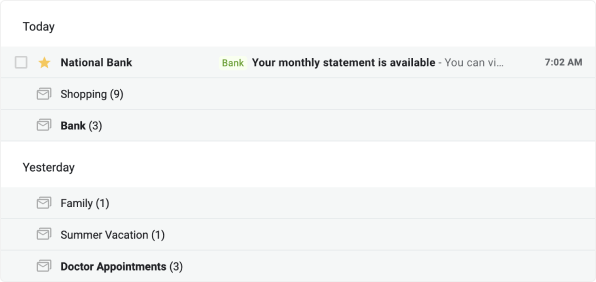 Today
National Bank Bank Your monthly statement is available - You can vi... 7:02 AM
Shopping (9)
Bank (3)
Yesterday
Family (1)
Summer Vacation (1)
Doctor Appointments (3)